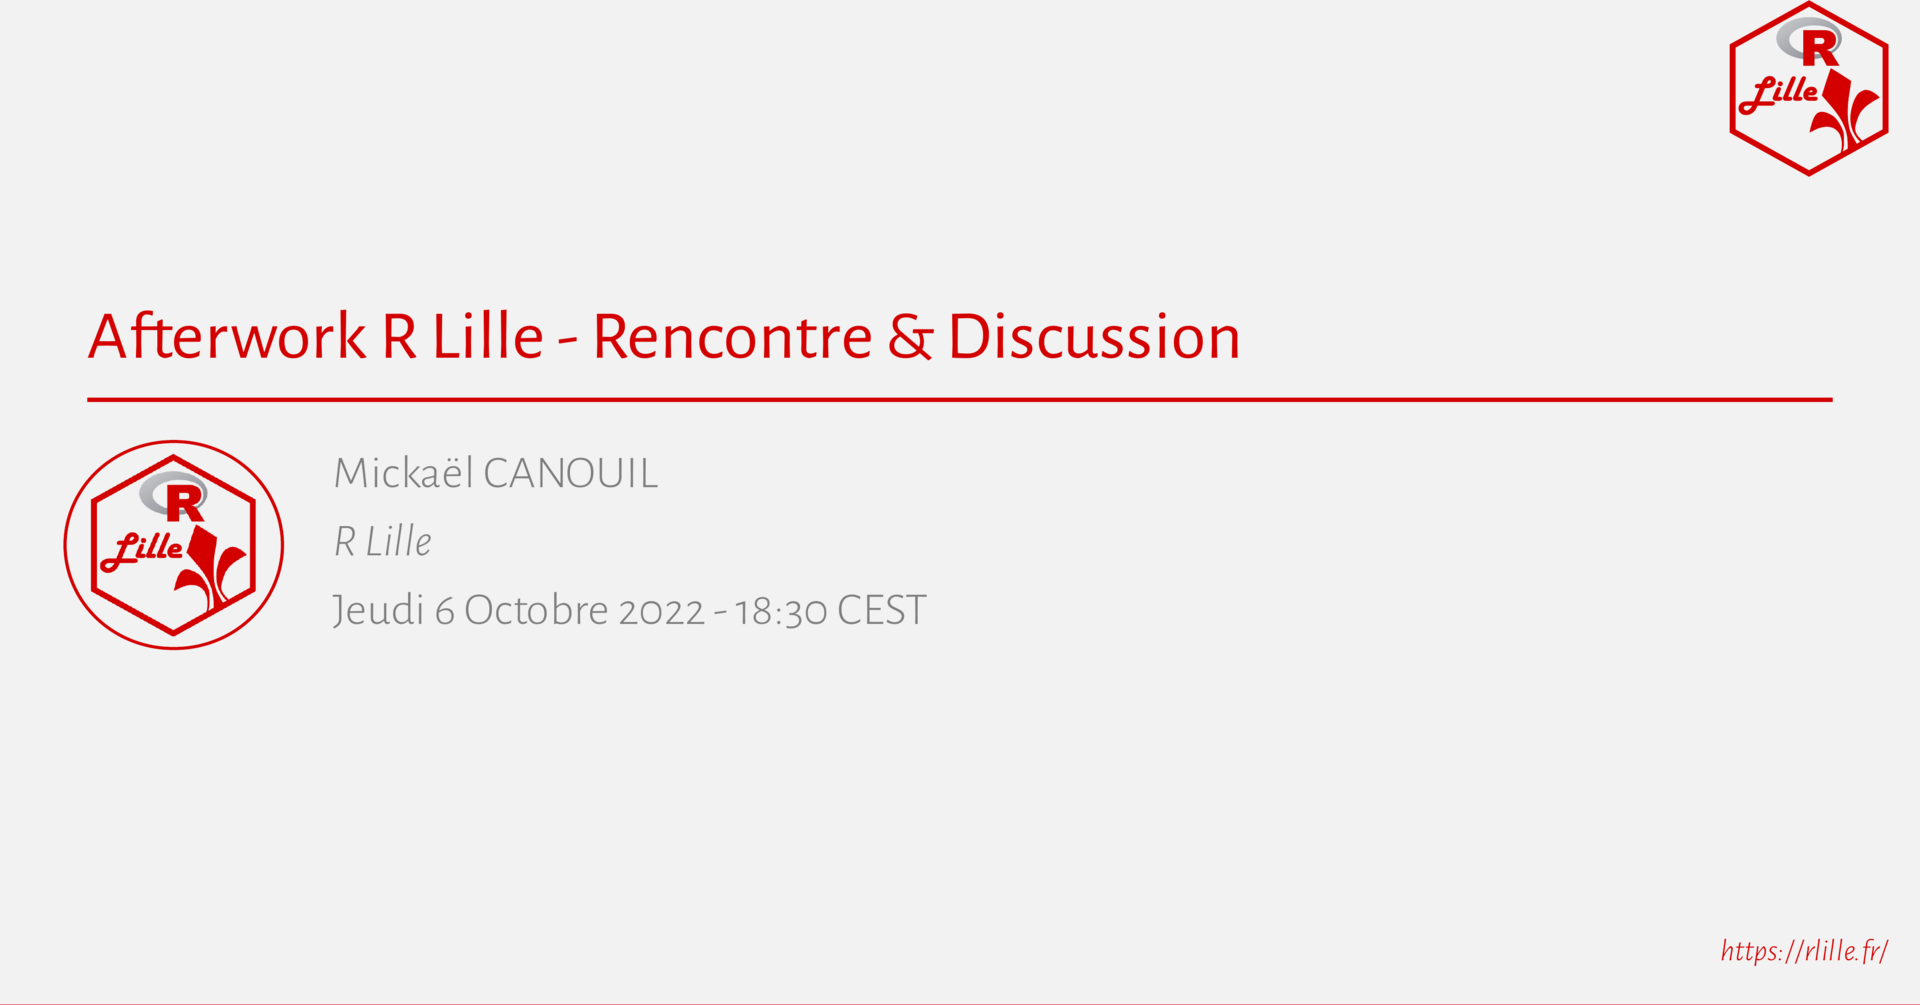 R
Lille
Afterwork R Lille - Rencontre & Discussion
R
Lille
Mickaël CANOUIL
R Lille
Jeudi 6 Octobre 2022 - 18:30 CEST
https://rlille.fr/